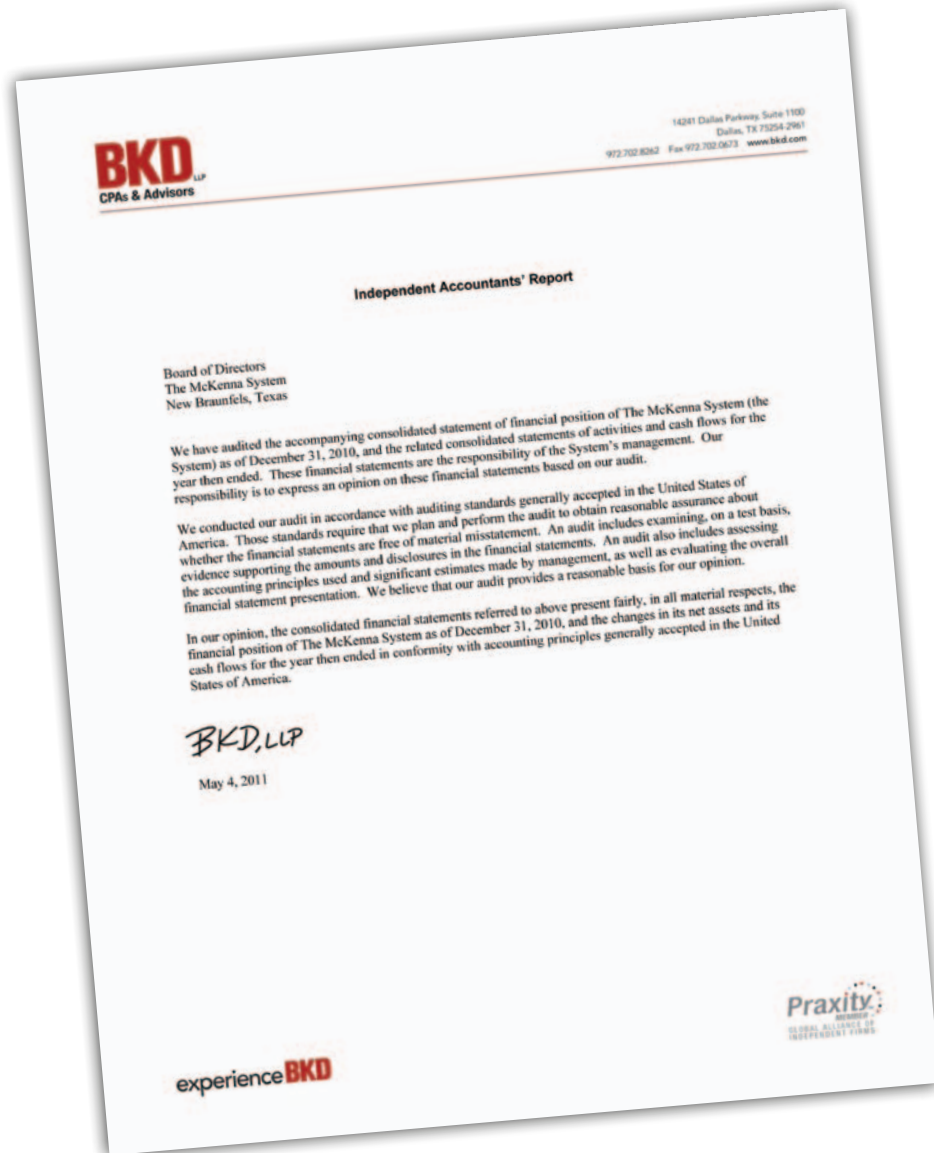 BKD LLP
CPAs & Advisors
14241 Dallas Parkway, Suite 1100
Dallas, TX 75254-2961
972.702.8262 Fax 972.702.0673 www.bkd.com
Independent Accountants' Report
Board of Directors
The McKenna System
New Braunfels, Texas
We have audited the accompanying consolidated statement of financial position of The McKenna System (the
System) as of December 31, 2010, and the related consolidated statements of activities and cash flows for the
year then ended. These financial statements are the responsibility of the System's management. Our
responsibility is to express an opinion on these financial statements based on our audit.
We conducted our audit in accordance with auditing standards generally accepted in the United States of
America. Those standards require that we plan and perform the audit to obtain reasonable assurance about
whether the financial statements are free of material misstatement. An audit includes examining, on a test basis,
evidence supporting the amounts and disclosures in the financial statements. An audit also includes assessing
the accounting principles used and significant estimates made by management, as well as evaluating the overall
financial statement presentation. We believe that our audit provides a reasonable basis for our opinion.
In our opinion, the consolidated financial statements referred to above present fairly, in all material respects, the
financial position of The McKenna System as of December 31, 2010, and the changes in its net assets and its
cash flows for the year then ended in conformity with accounting principles generally accepted in the United
States of America.
BKD, LLP
May 4, 2011
Praxity
MEMBER
GLOBAL ALLIANCE OF
INDEPENDENT FIRMS
experience BKD